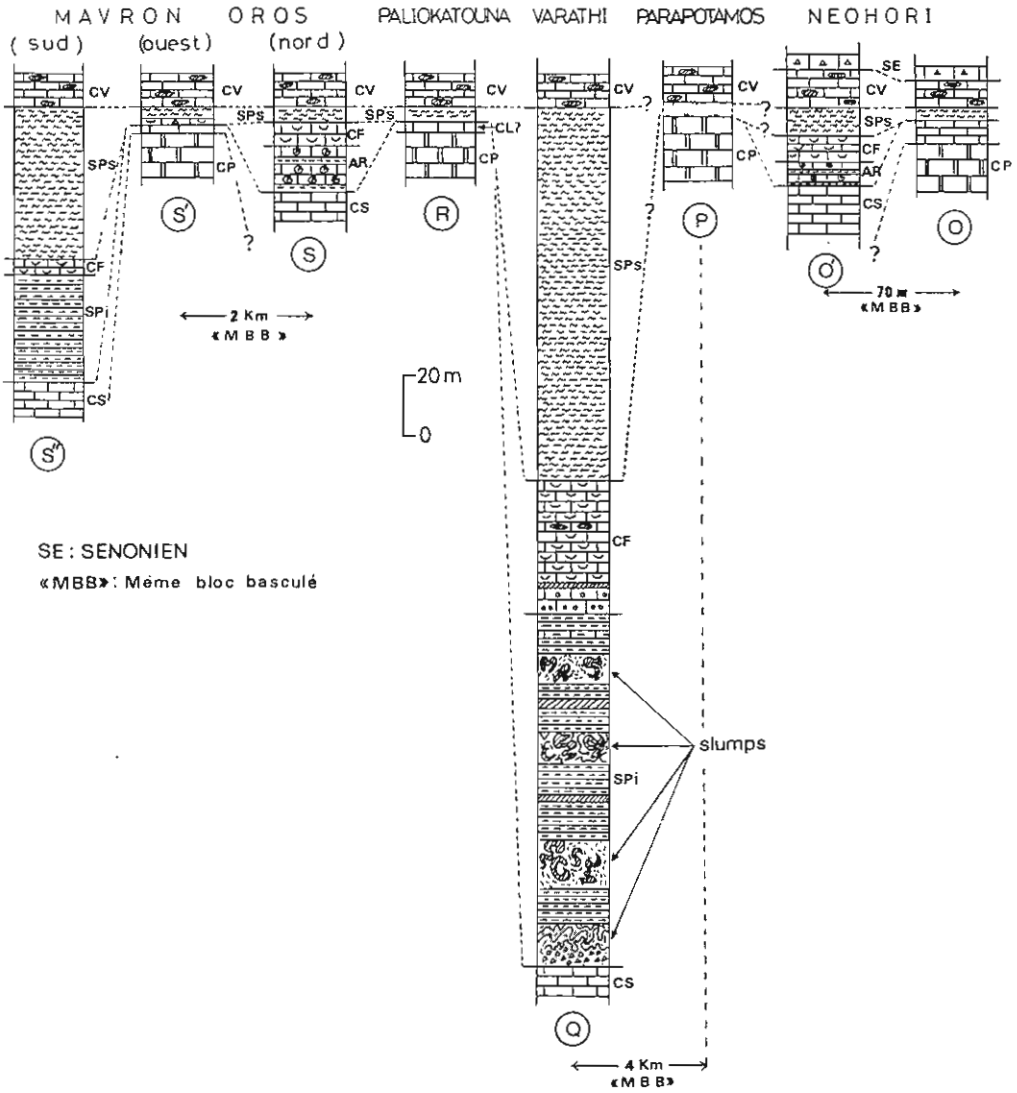 MAVRON OROS PALIOKATOUNA VARATHI PARAPOTAMOS NEOHORI
(sud) (ouest) (nord)
SE
CV CV CV CV CV
SPs SPs SPs CL? ? ? SPs
CF CF
SPs CP AR CP CP ? AR CP
CS CS
S' R P
? S ? SPs O' O
CF ?
SPi
2 Km
«MBB»
70 m
«MBB»
20 m
0
CS
S"
CF
SE: SENONIEN
«MBB»: Même bloc basculé
slumps
SPi
CS
Q
4 Km
«MBB»